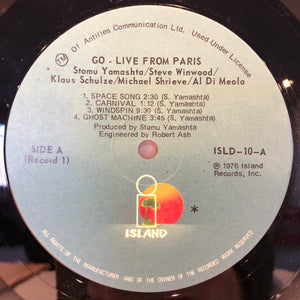 TM Of Antilles Communication Ltd. Used Under License
GO - LIVE FROM PARIS
Stomu Yamashta/Steve Winwood/
Klaus Schulze/Michael Shrieve/Al Di Meola
1. SPACE SONG 2:30 (S. Yamashta)
2. CARNIVAL 1:12 (S. Yamashta)
3. WINDSPIN 9:30 (S. Yamashta)
4. GHOST MACHINE 3:45 (S. Yamashta)
Produced by Stomu Yamashta
Engineered by Robert Ash
SIDE A
(Record 1)
ISLD-10-A
℗ 1976 Island
Records, Inc.
ISLAND
ALL RIGHTS OF THE MANUFACTURER AND OF THE OWNER OF THE RECORDED WORK RESERVED